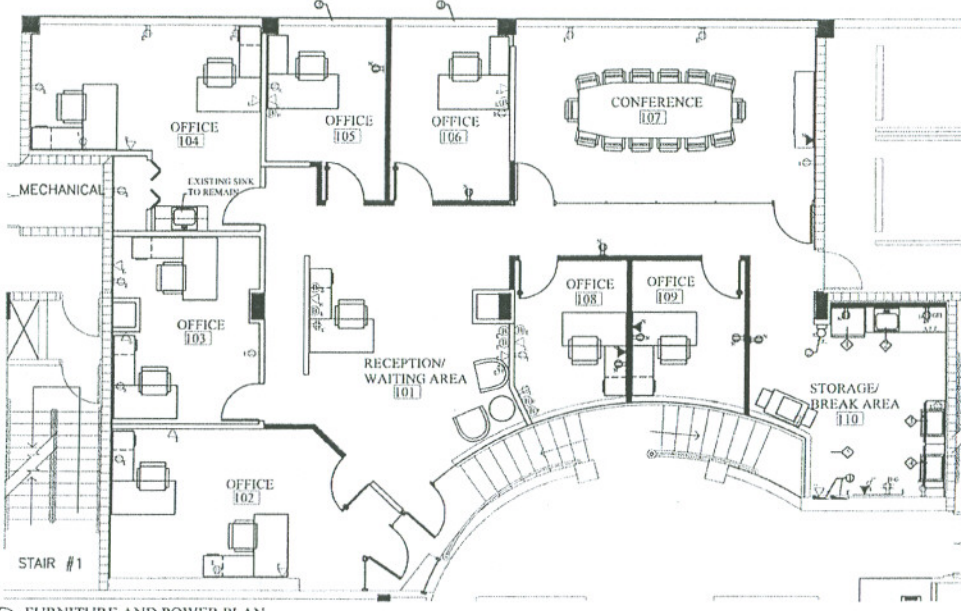 OFFICE
104
OFFICE
105
OFFICE
106
CONFERENCE
107
MECHANICAL
EXISTING SINK
TO REMAIN
OFFICE
103
OFFICE
108
OFFICE
109
RECEPTION/
WAITING AREA
101
STORAGE/
BREAK AREA
110
OFFICE
102
STAIR #1
FURNITURE AND POWER PLAN